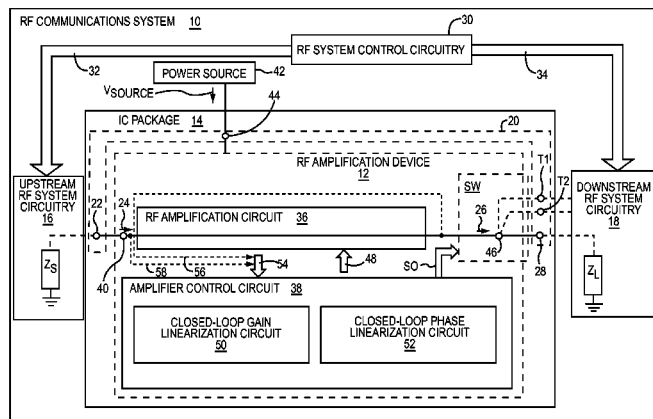 RF COMMUNICATIONS SYSTEM 10
30
RF SYSTEM CONTROL CIRCUITRY
32
34
POWER SOURCE
42
VSOURCE
44
IC PACKAGE 14
20
RF AMPLIFICATION DEVICE
12
T1
T2
SW
UPSTREAM
RF SYSTEM
CIRCUITRY
16
DOWNSTREAM
RF SYSTEM
CIRCUITRY
18
22
24
RF AMPLIFICATION CIRCUIT 36
26
46
28
ZS
40
58
56
54
48
SO
ZL
AMPLIFIER CONTROL CIRCUIT 38
CLOSED-LOOP GAIN
LINEARIZATION CIRCUIT
50
CLOSED-LOOP PHASE
LINEARIZATION CIRCUIT
52